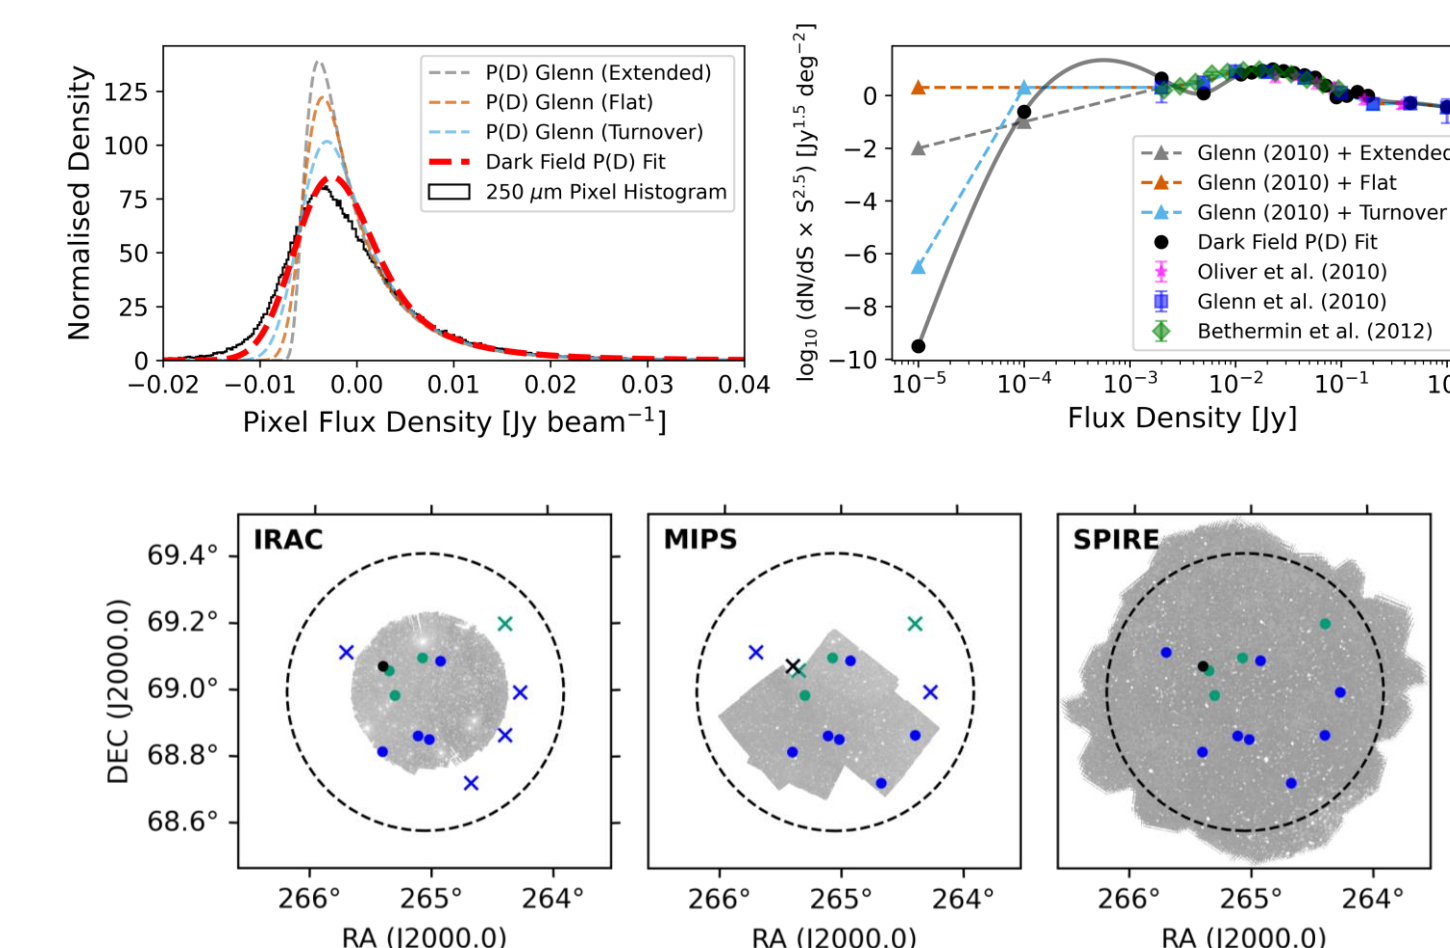 Normalised Density
125
100
75
50
25
0
−0.02
−0.01
0.00
0.01
0.02
0.03
0.04
Pixel Flux Density [Jy beam⁻¹]
P(D) Glenn (Extended)
P(D) Glenn (Flat)
P(D) Glenn (Turnover)
Dark Field P(D) Fit
250 μm Pixel Histogram
log₁₀ (dN/dS × S²·⁵) [Jy¹·⁵ deg⁻²]
0
−2
−4
−6
−8
−10
10⁻⁵
10⁻⁴
10⁻³
10⁻²
10⁻¹
Flux Density [Jy]
Glenn (2010) + Extended
Glenn (2010) + Flat
Glenn (2010) + Turnover
Dark Field P(D) Fit
Oliver et al. (2010)
Glenn et al. (2010)
Bethermin et al. (2012)
DEC (J2000.0)
69.4°
69.2°
69.0°
68.8°
68.6°
IRAC
266°
265°
264°
RA (J2000.0)
MIPS
266°
265°
264°
RA (J2000.0)
SPIRE
266°
265°
264°
RA (J2000.0)